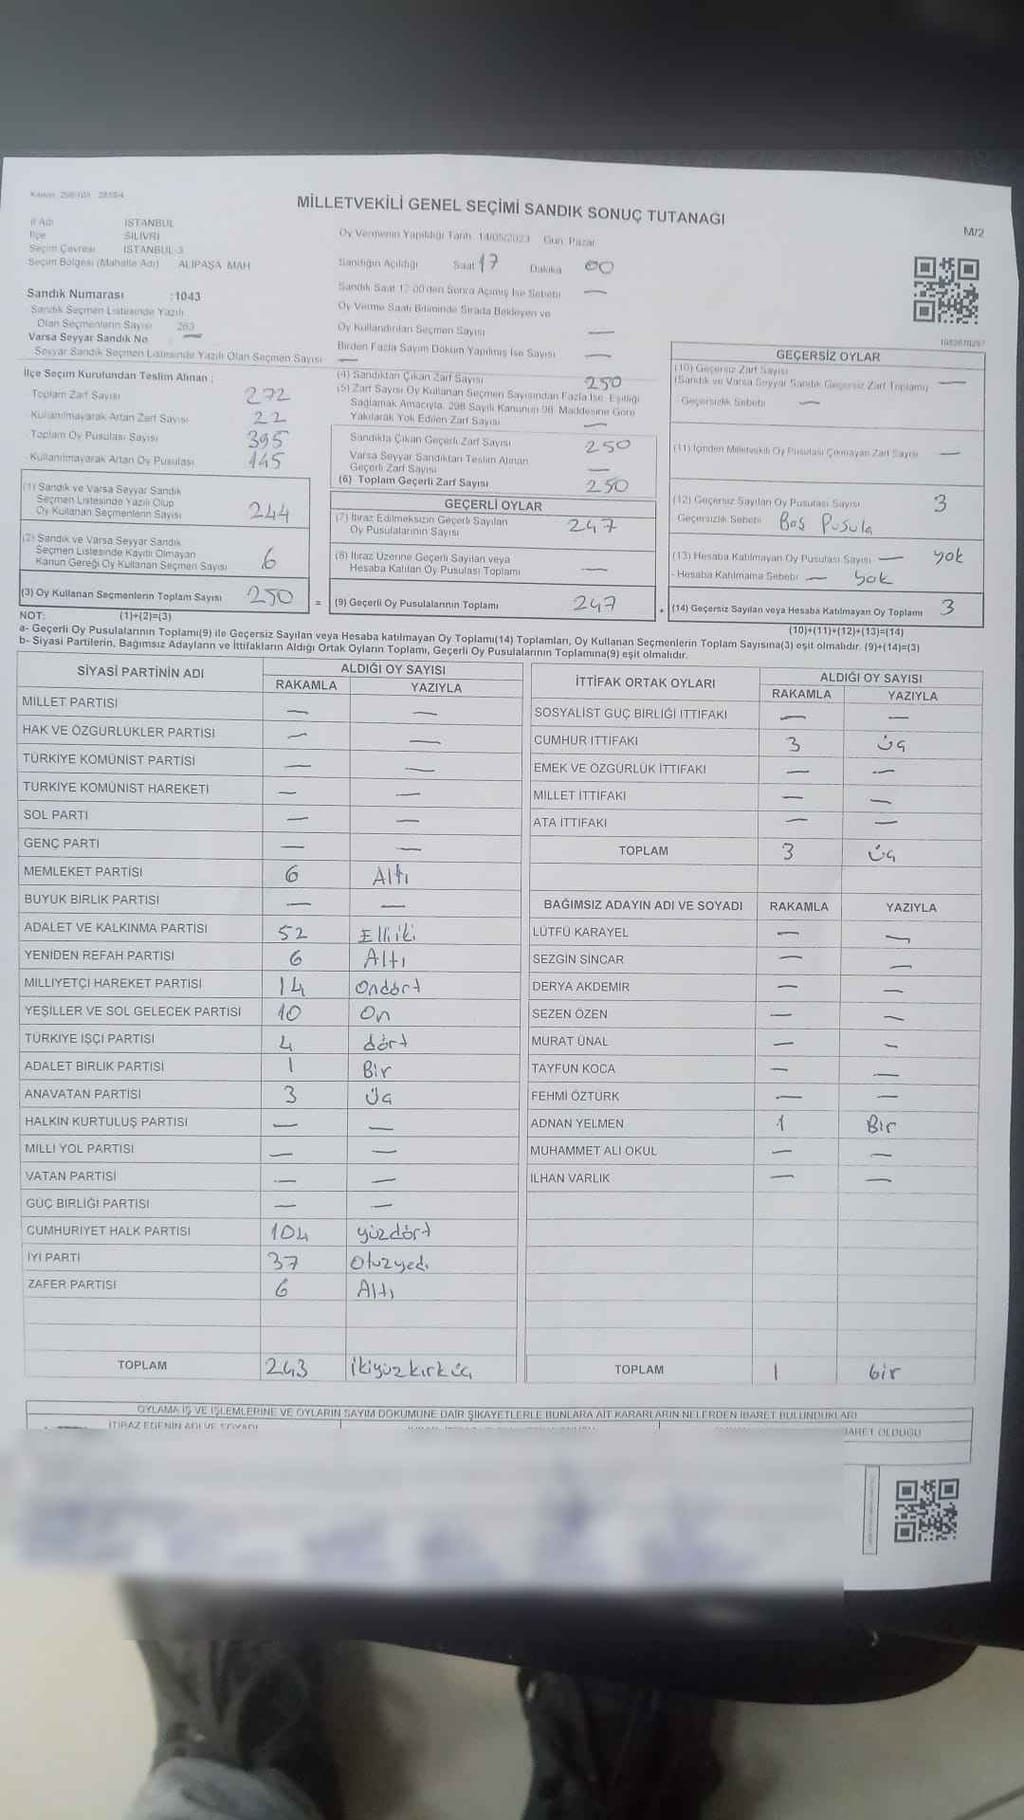 MİLLETVEKİLİ GENEL SEÇİMİ SANDIK SONUÇ TUTANAĞI
M/2
İl Adı İSTANBUL
İlçe SİLİVRİ
Seçim Çevresi İSTANBUL-3
Seçim Bölgesi (Mahalle Adı) ALİPAŞA MAH
Sandık Numarası :1043
Sandık Seçmen Listesinde Yazılı
Olan Seçmenlerin Sayısı 263
Varsa Seyyar Sandık No —
Seyyar Sandık Seçmen Listesinde Yazılı Olan Seçmen Sayısı —
Oy Vermenin Yapıldığı Tarih 14/05/2023 Gün Pazar
Sandığın Açıldığı Saat 17 Dakika 00
Sandık Saat 17:00'den Sonra Açılmış İse Sebebi —
Oy Verme Saati Bitiminde Sırada Bekleyen ve
Oy Kullandırılan Seçmen Sayısı —
Birden Fazla Sayım Döküm Yapılmış İse Sayısı —
İlçe Seçim Kurulundan Teslim Alınan :
Toplam Zarf Sayısı 272
Kullanılmayarak Artan Zarf Sayısı 22
Toplam Oy Pusulası Sayısı 395
Kullanılmayarak Artan Oy Pusulası 145
(1) Sandık ve Varsa Seyyar Sandık
Seçmen Listesinde Yazılı Olup
Oy Kullanan Seçmenlerin Sayısı 244
(2) Sandık ve Varsa Seyyar Sandık
Seçmen Listesinde Kayıtlı Olmayan
Kanun Gereği Oy Kullanan Seçmen Sayısı 6
(3) Oy Kullanan Seçmenlerin Toplam Sayısı 250 =
(4) Sandıktan Çıkan Zarf Sayısı 250
(5) Zarf Sayısı Oy Kullanan Seçmen Sayısından Fazla İse, Eşitliği
Sağlamak Amacıyla, 298 Sayılı Kanunun 98. Maddesine Göre
Yakılarak Yok Edilen Zarf Sayısı —
Sandıkta Çıkan Geçerli Zarf Sayısı 250
Varsa Seyyar Sandıktan Teslim Alınan
Geçerli Zarf Sayısı —
(6) Toplam Geçerli Zarf Sayısı 250
GEÇERLİ OYLAR
(7) İtiraz Edilmeksizin Geçerli Sayılan
Oy Pusulalarının Sayısı 247
(8) İtiraz Üzerine Geçerli Sayılan veya
Hesaba Katılan Oy Pusulası Toplamı —
(9) Geçerli Oy Pusulalarının Toplamı 247 +
GEÇERSİZ OYLAR
(10) Geçersiz Zarf Sayısı
(Sandık ve Varsa Seyyar Sandık Geçersiz Zarf Toplamı) —
Geçersizlik Sebebi —
(11) İçinden Milletvekili Oy Pusulası Çıkmayan Zarf Sayısı —
(12) Geçersiz Sayılan Oy Pusulası Sayısı 3
Geçersizlik Sebebi Boş Pusula
(13) Hesaba Katılmayan Oy Pusulası Sayısı — yok
- Hesaba Katılmama Sebebi — yok
(14) Geçersiz Sayılan veya Hesaba Katılmayan Oy Toplamı 3
NOT: (1)+(2)=(3)
(10)+(11)+(12)+(13)=(14)
a- Geçerli Oy Pusulalarının Toplamı(9) ile Geçersiz Sayılan veya Hesaba katılmayan Oy Toplamı(14) Toplamları, Oy Kullanan Seçmenlerin Toplam Sayısına(3) eşit olmalıdır. (9)+(14)=(3)
b- Siyasi Partilerin, Bağımsız Adayların ve İttifakların Aldığı Ortak Oyların Toplamı, Geçerli Oy Pusulalarının Toplamına(9) eşit olmalıdır.
SİYASİ PARTİNİN ADI ALDIĞI OY SAYISI
RAKAMLA YAZIYLA
MİLLET PARTİSİ — —
HAK VE ÖZGÜRLÜKLER PARTİSİ — —
TÜRKİYE KOMÜNİST PARTİSİ — —
TÜRKİYE KOMÜNİST HAREKETİ — —
SOL PARTİ — —
GENÇ PARTİ — —
MEMLEKET PARTİSİ 6 Altı
BÜYÜK BİRLİK PARTİSİ — —
ADALET VE KALKINMA PARTİSİ 52 Elliiki
YENİDEN REFAH PARTİSİ 6 Altı
MİLLİYETÇİ HAREKET PARTİSİ 14 Ondört
YEŞİLLER VE SOL GELECEK PARTİSİ 10 On
TÜRKİYE İŞÇİ PARTİSİ 4 dört
ADALET BİRLİK PARTİSİ 1 Bir
ANAVATAN PARTİSİ 3 Üç
HALKIN KURTULUŞ PARTİSİ — —
MİLLİ YOL PARTİSİ — —
VATAN PARTİSİ — —
GÜÇ BİRLİĞİ PARTİSİ — —
CUMHURİYET HALK PARTİSİ 104 yüzdört
İYİ PARTİ 37 Otuzyedi
ZAFER PARTİSİ 6 Altı
TOPLAM 243 ikiyüzkırküç
İTTİFAK ORTAK OYLARI ALDIĞI OY SAYISI
RAKAMLA YAZIYLA
SOSYALİST GÜÇ BİRLİĞİ İTTİFAKI — —
CUMHUR İTTİFAKI 3 üç
EMEK VE ÖZGÜRLÜK İTTİFAKI — —
MİLLET İTTİFAKI — —
ATA İTTİFAKI — —
TOPLAM 3 Üç
BAĞIMSIZ ADAYIN ADI VE SOYADI RAKAMLA YAZIYLA
LÜTFÜ KARAYEL — —
SEZGİN SİNCAR — —
DERYA AKDEMİR — —
SEZEN ÖZEN — —
MURAT ÜNAL — —
TAYFUN KOCA — —
FEHMİ ÖZTÜRK — —
ADNAN YELMEN 1 Bir
MUHAMMET ALİ OKUL — —
İLHAN VARLIK — —
TOPLAM 1 bir
OYLAMA İŞ VE İŞLEMLERİNE VE OYLARIN SAYIM DÖKÜMÜNE DAİR ŞİKAYETLERLE BUNLARA AİT KARARLARIN NELERDEN İBARET BULUNDUKLARI
İTİRAZ EDENİN ADI VE SOYADI